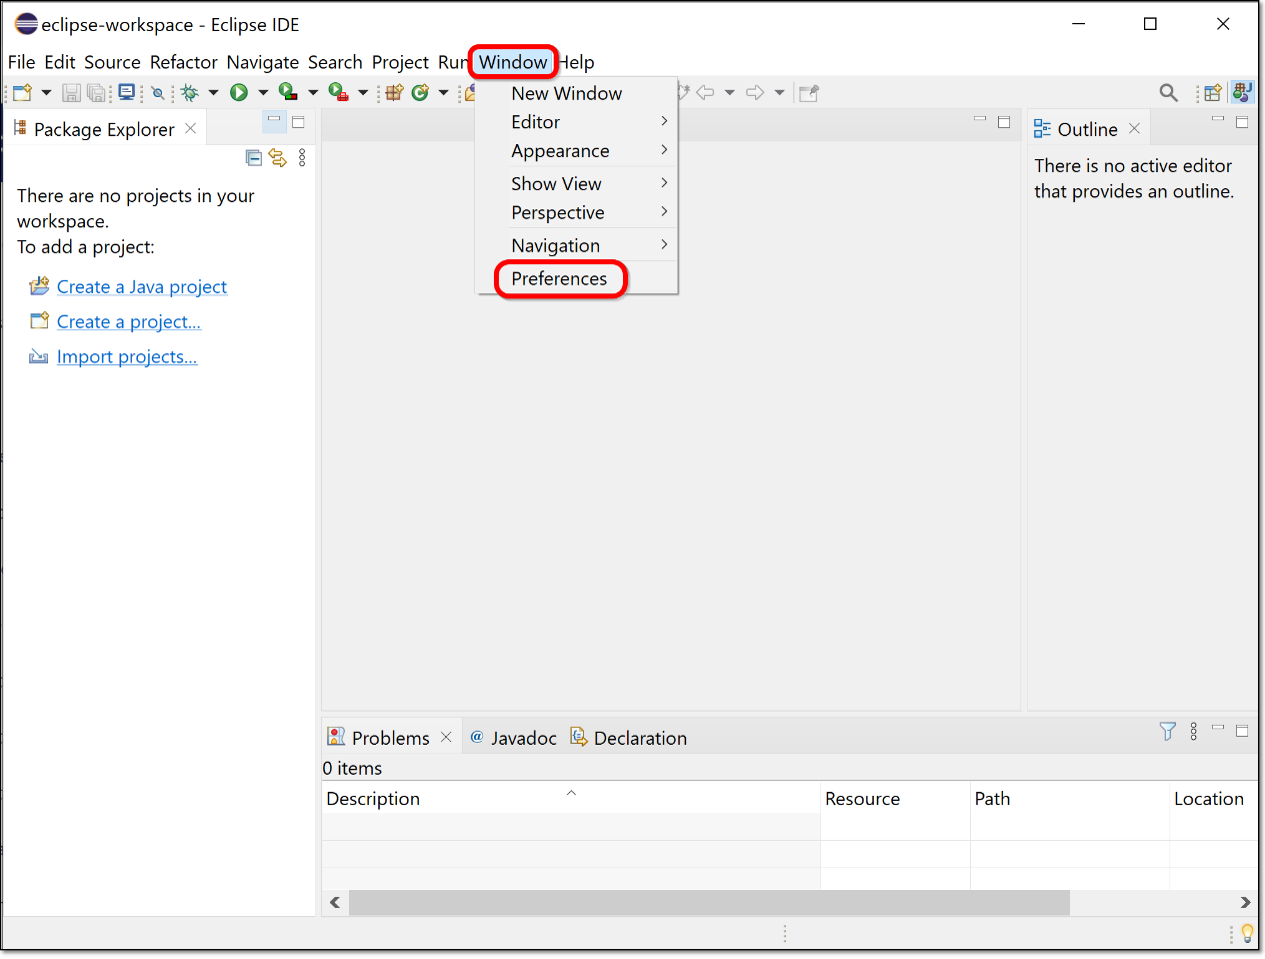 eclipse-workspace - Eclipse IDE
File Edit Source Refactor Navigate Search Project Run Window Help
New Window
Editor
Appearance
Show View
Perspective
Navigation
Preferences
Package Explorer
There are no projects in your
workspace.
To add a project:
Create a Java project
Create a project...
Import projects...
Outline
There is no active editor
that provides an outline.
Problems @ Javadoc Declaration
0 items
Description Resource Path Location